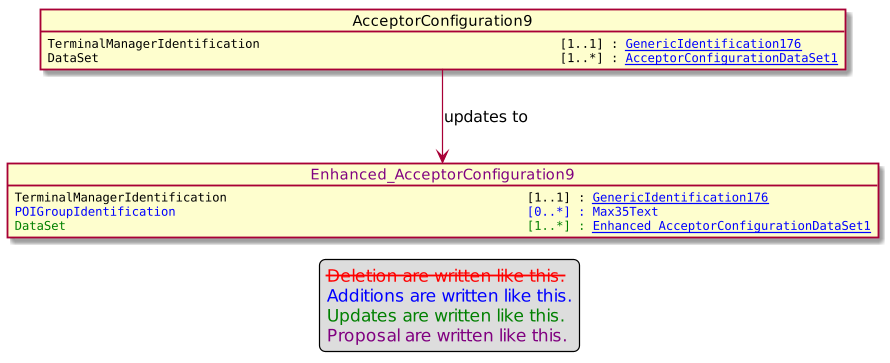 AcceptorConfiguration9
TerminalManagerIdentification [1..1] : GenericIdentification176
DataSet [1..*] : AcceptorConfigurationDataSet1
updates to
Enhanced_AcceptorConfiguration9
TerminalManagerIdentification [1..1] : GenericIdentification176
POIGroupIdentification [0..*] : Max35Text
DataSet [1..*] : Enhanced_AcceptorConfigurationDataSet1
Deletion are written like this.
Additions are written like this.
Updates are written like this.
Proposal are written like this.